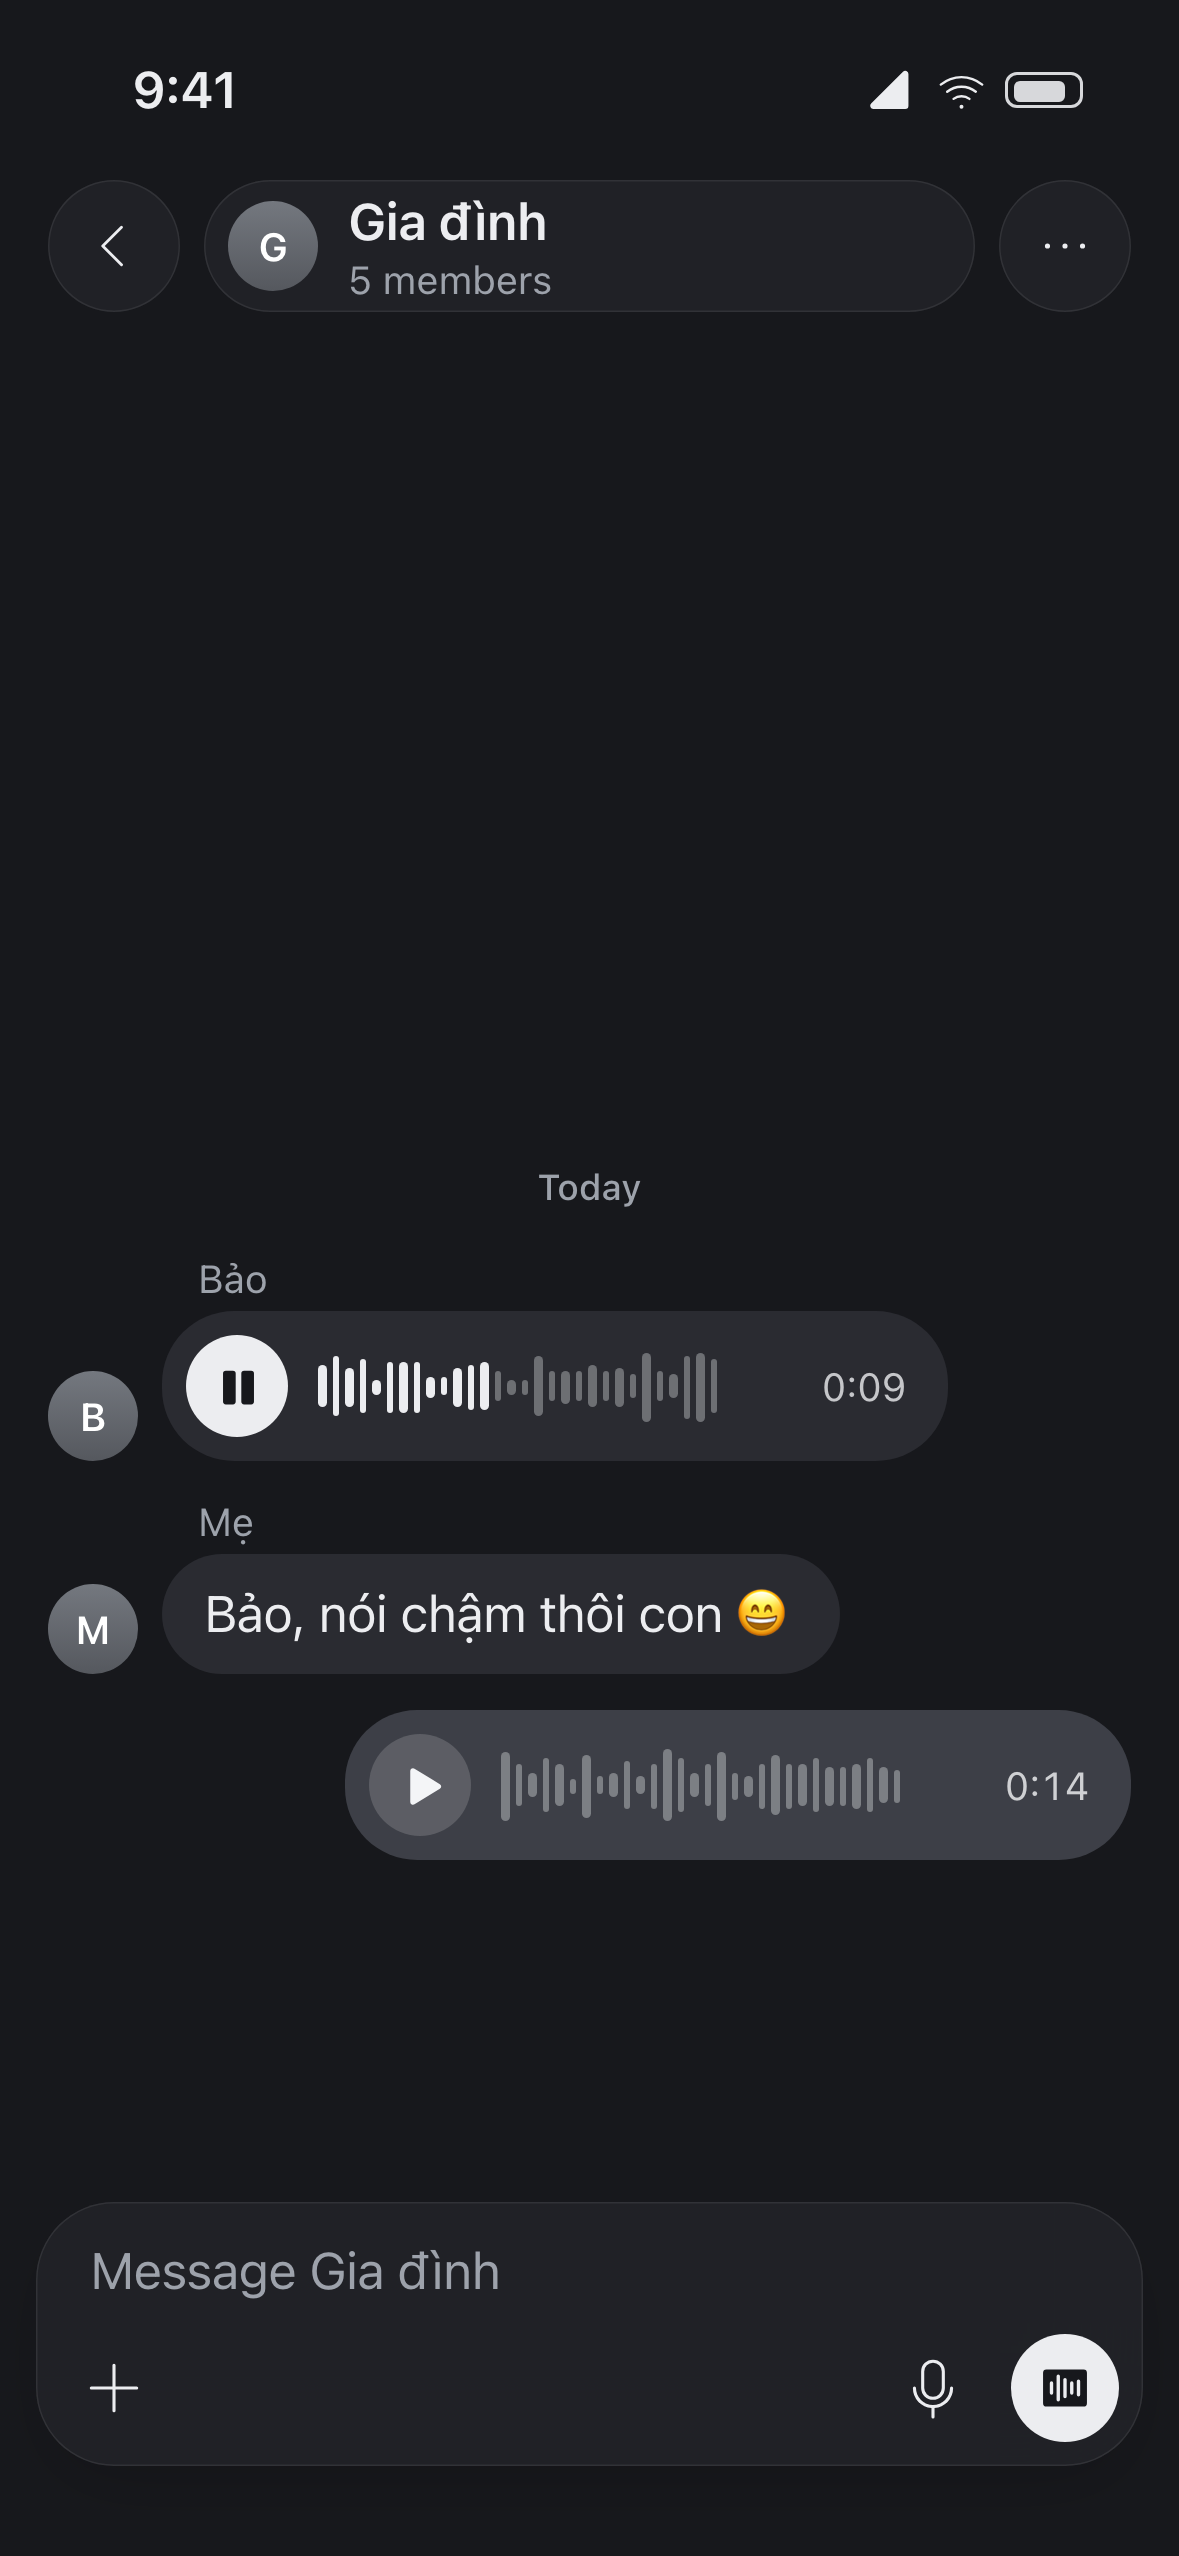 9:41
G
Gia đình
5 members
Today
Bảo
B
0:09
Mẹ
M
Bảo, nói chậm thôi con 😄
0:14
Message Gia đình